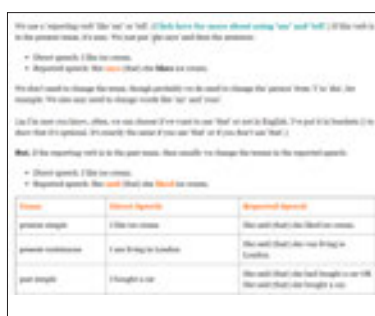 We use a 'reporting verb' like 'say' or 'tell'. (Click here for more about using 'say' and 'tell'.) If this verb is
in the present tense, it's easy. We just put 'she says' and then the sentence:
Direct speech: I like ice cream.
Reported speech: She says (that) she likes ice cream.
We don't need to change the tense, though probably we do need to change the 'person' from 'I' to 'she', for
example. We also may need to change words like 'my' and 'your'.
(As I'm sure you know, often, we can choose if we want to use 'that' or not in English. I've put it in brackets () to
show that it's optional. It's exactly the same if you use 'that' or if you don't use 'that'.)
But, if the reporting verb is in the past tense, then usually we change the tenses in the reported speech:
Direct speech: I like ice cream.
Reported speech: She said (that) she liked ice cream.
Tense Direct Speech Reported Speech
present simple I like ice cream She said (that) she liked ice cream.
present continuous I am living in London She said (that) she was living in
London.
past simple I bought a car She said (that) she had bought a car OR
She said (that) she bought a car.